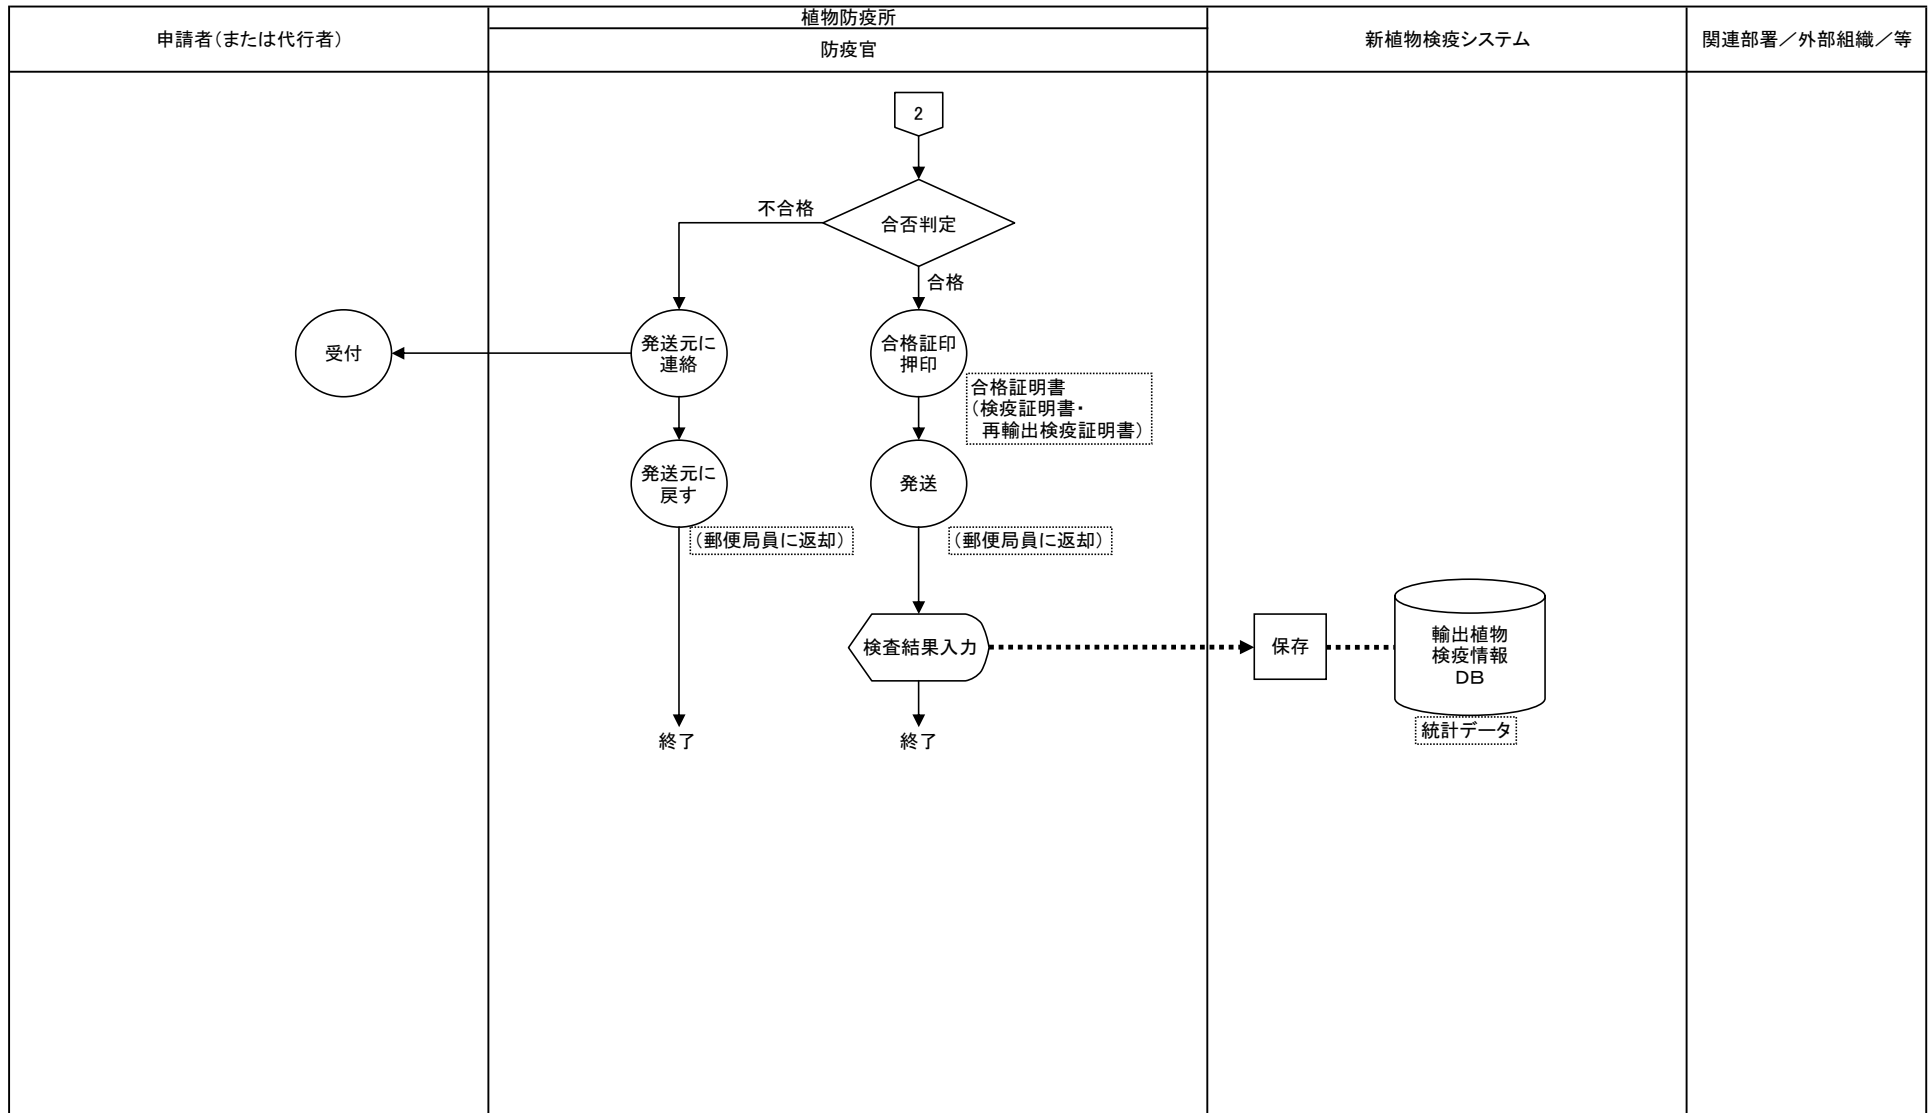 申請者（または代行者）
植物防疫所
防疫官
新植物検疫システム
関連部署／外部組織／等
2
合否判定
不合格
合格
受付
発送元に
連絡
合格証印
押印
合格証明書
（検疫証明書・
再輸出検疫証明書）
発送元に
戻す
発送
（郵便局員に返却）
（郵便局員に返却）
検査結果入力
保存
輸出植物
検疫情報
ＤＢ
統計データ
終了
終了